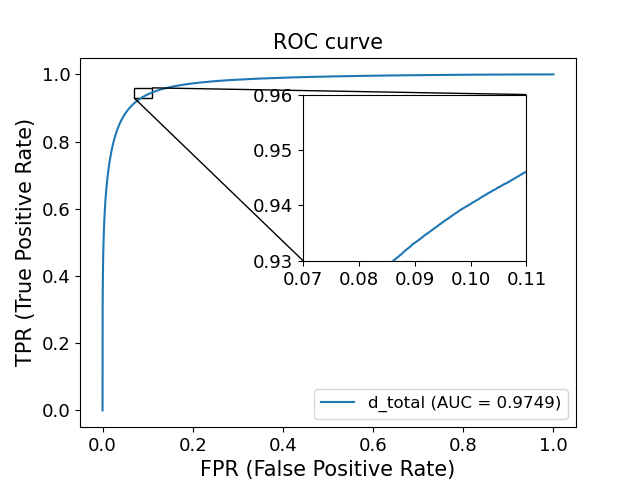 ROC curve
TPR (True Positive Rate)
1.0
0.8
0.6
0.4
0.2
0.0
0.96
0.95
0.94
0.93
0.07 0.08 0.09 0.10 0.11
d_total (AUC = 0.9749)
0.0 0.2 0.4 0.6 0.8 1.0
FPR (False Positive Rate)